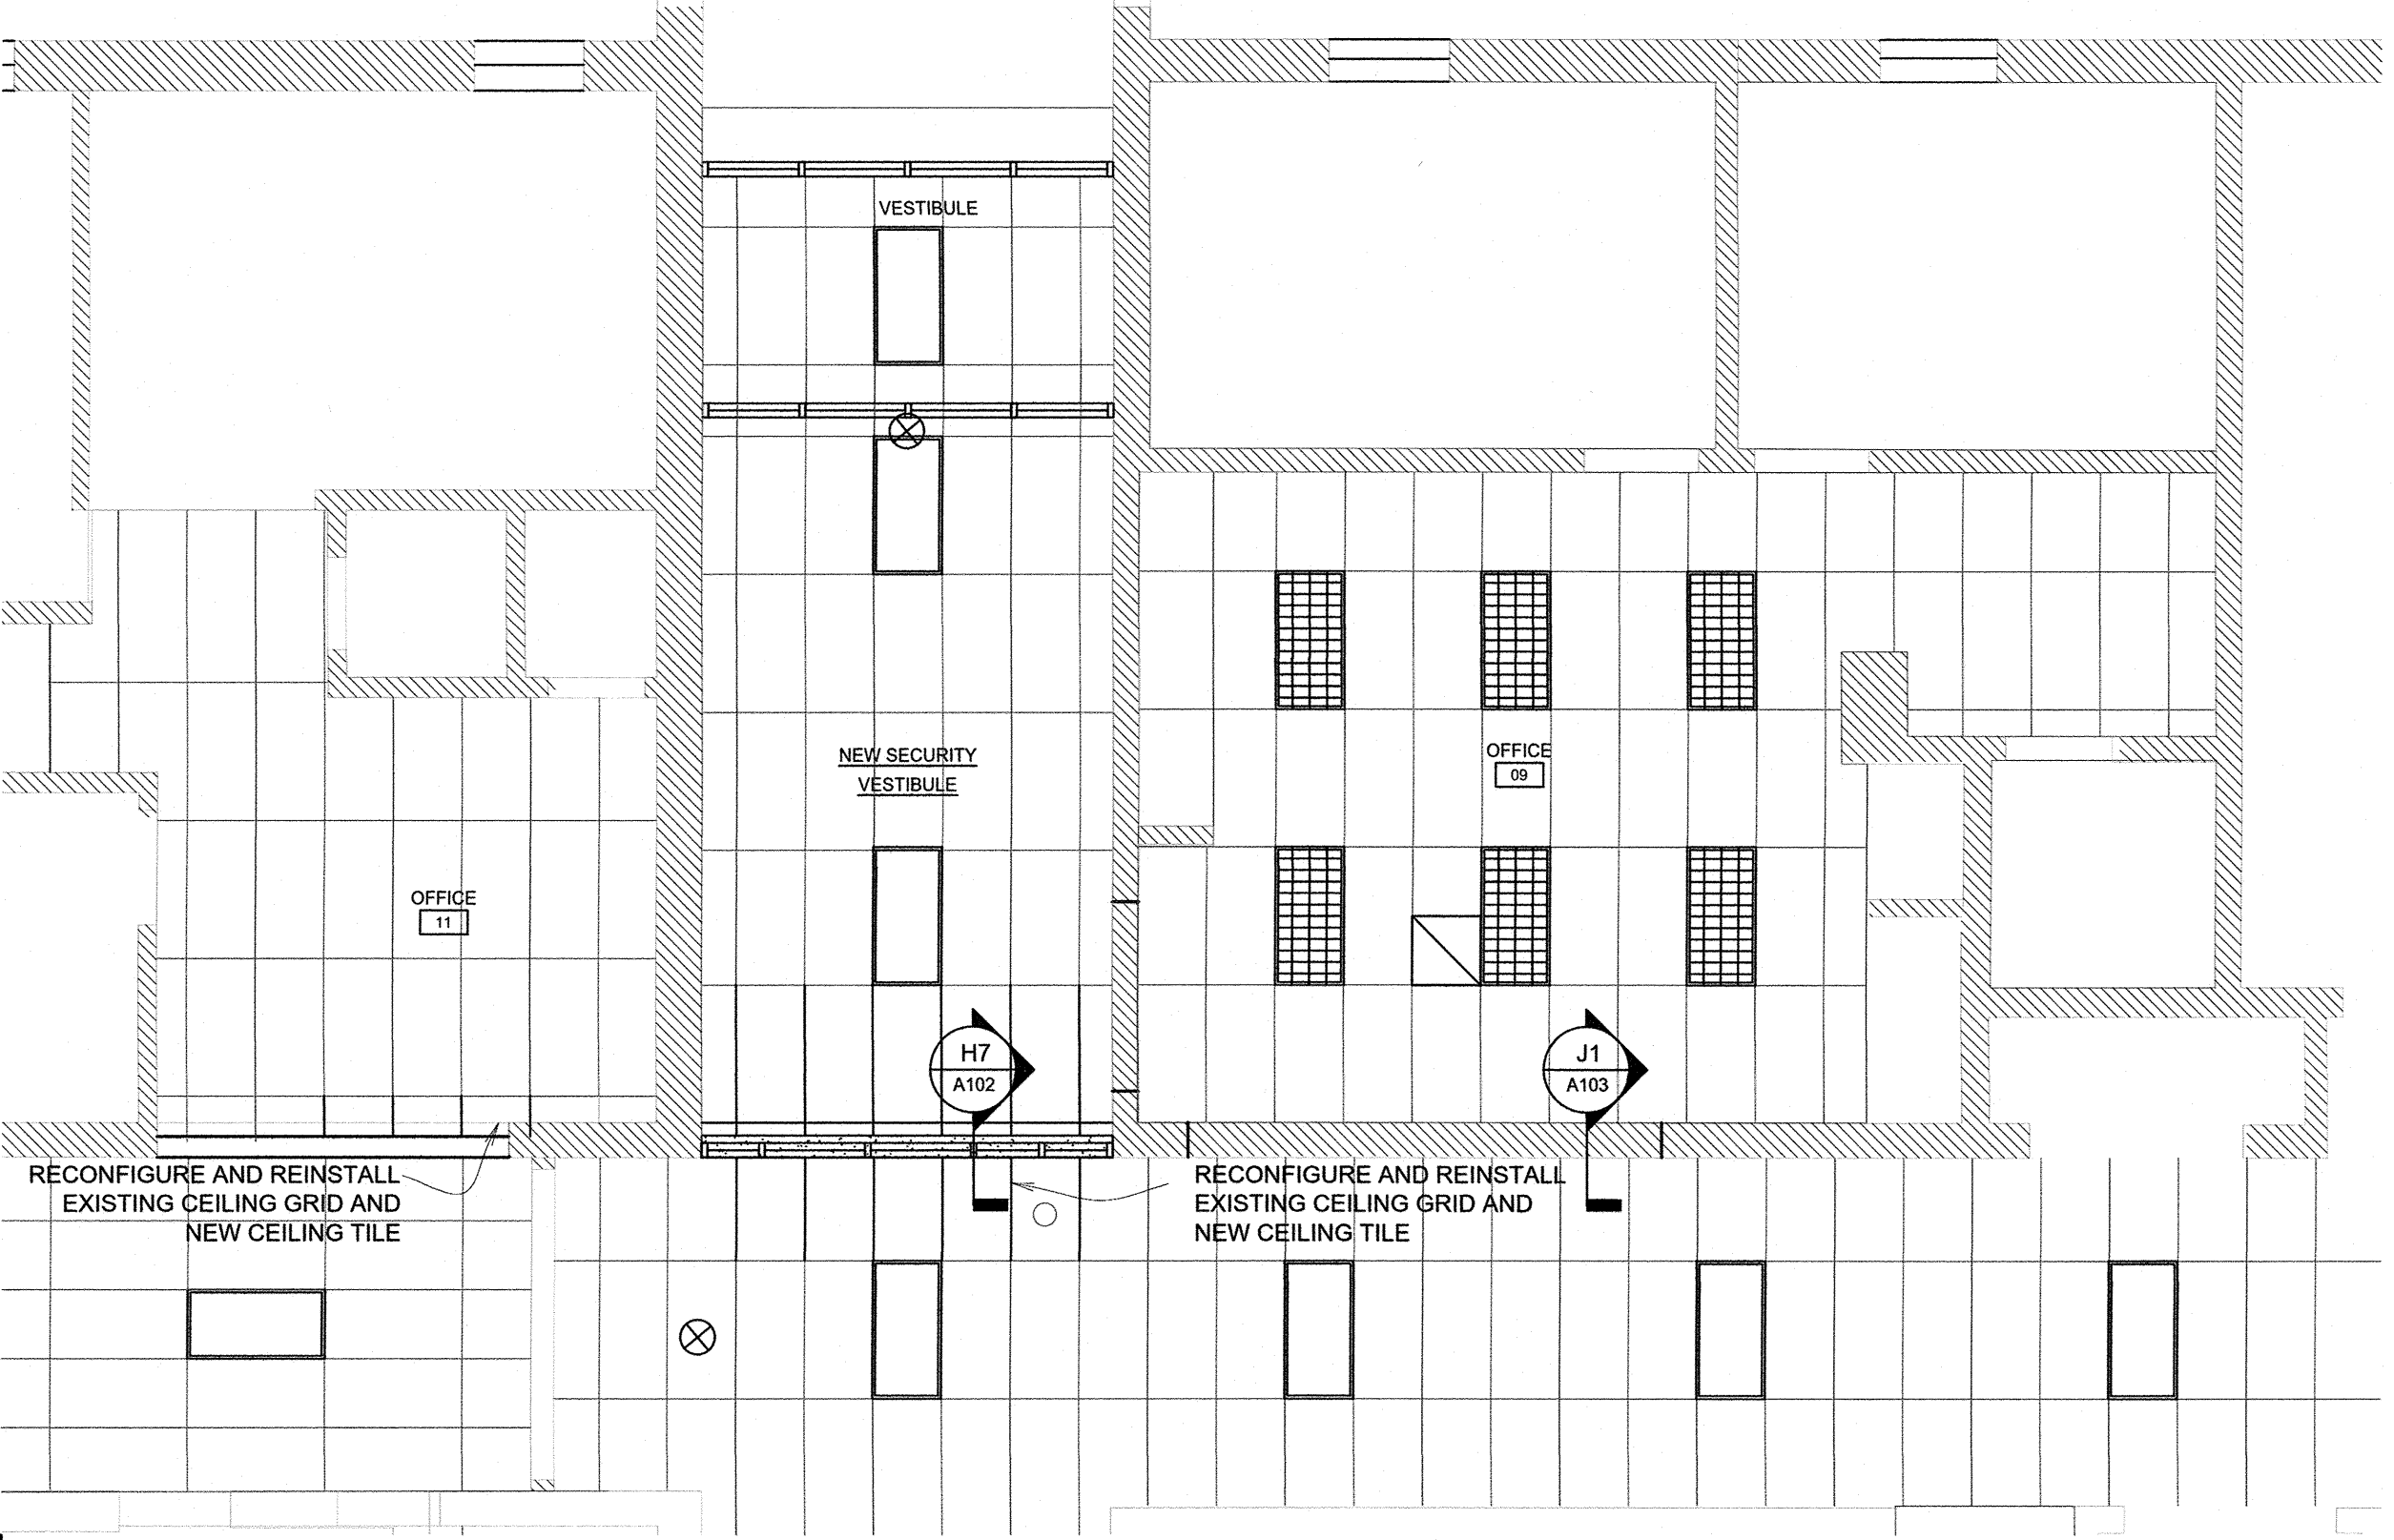 VESTIBULE
NEW SECURITY
VESTIBULE
OFFICE
09
OFFICE
11
H7
A102
J1
A103
RECONFIGURE AND REINSTALL
EXISTING CEILING GRID AND
NEW CEILING TILE
RECONFIGURE AND REINSTALL
EXISTING CEILING GRID AND
NEW CEILING TILE